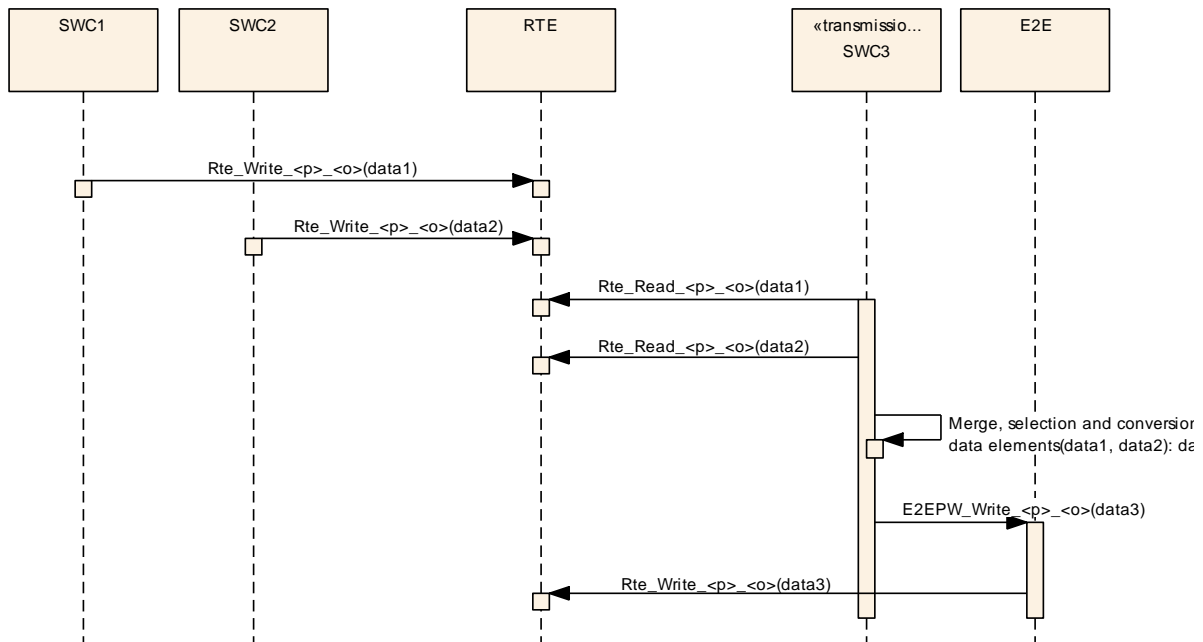 SWC1
SWC2
RTE
«transmissio...
SWC3
E2E
Rte_Write_<p>_<o>(data1)
Rte_Write_<p>_<o>(data2)
Rte_Read_<p>_<o>(data1)
Rte_Read_<p>_<o>(data2)
Merge, selection and conversion
data elements(data1, data2): da
E2EPW_Write_<p>_<o>(data3)
Rte_Write_<p>_<o>(data3)